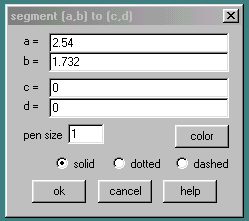 segment (a,b) to (c,d)
a = 2.54
b = 1.732
c = 0
d = 0
pen size 1 color
solid dotted dashed
ok cancel help